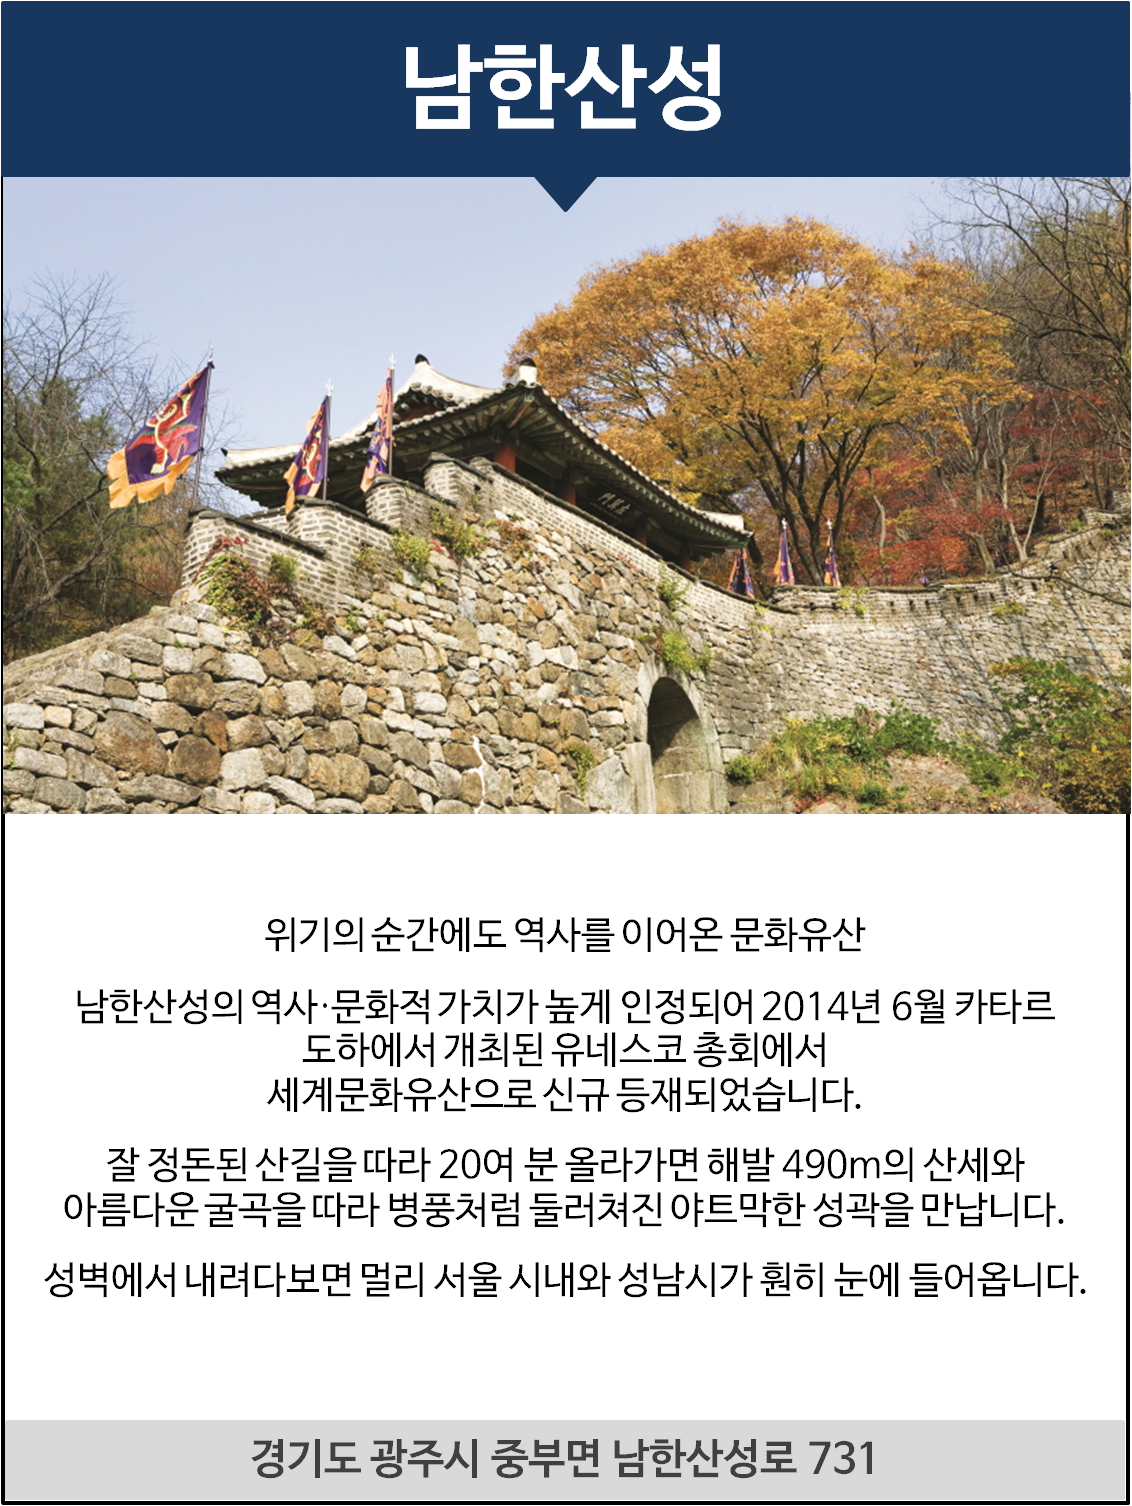 남한산성
위기의 순간에도 역사를 이어온 문화유산
남한산성의 역사·문화적 가치가 높게 인정되어 2014년 6월 카타르
도하에서 개최된 유네스코 총회에서
세계문화유산으로 신규 등재되었습니다.
잘 정돈된 산길을 따라 20여 분 올라가면 해발 490m의 산세와
아름다운 굴곡을 따라 병풍처럼 둘러쳐진 야트막한 성곽을 만납니다.
성벽에서 내려다보면 멀리 서울 시내와 성남시가 훤히 눈에 들어옵니다.
경기도 광주시 중부면 남한산성로 731